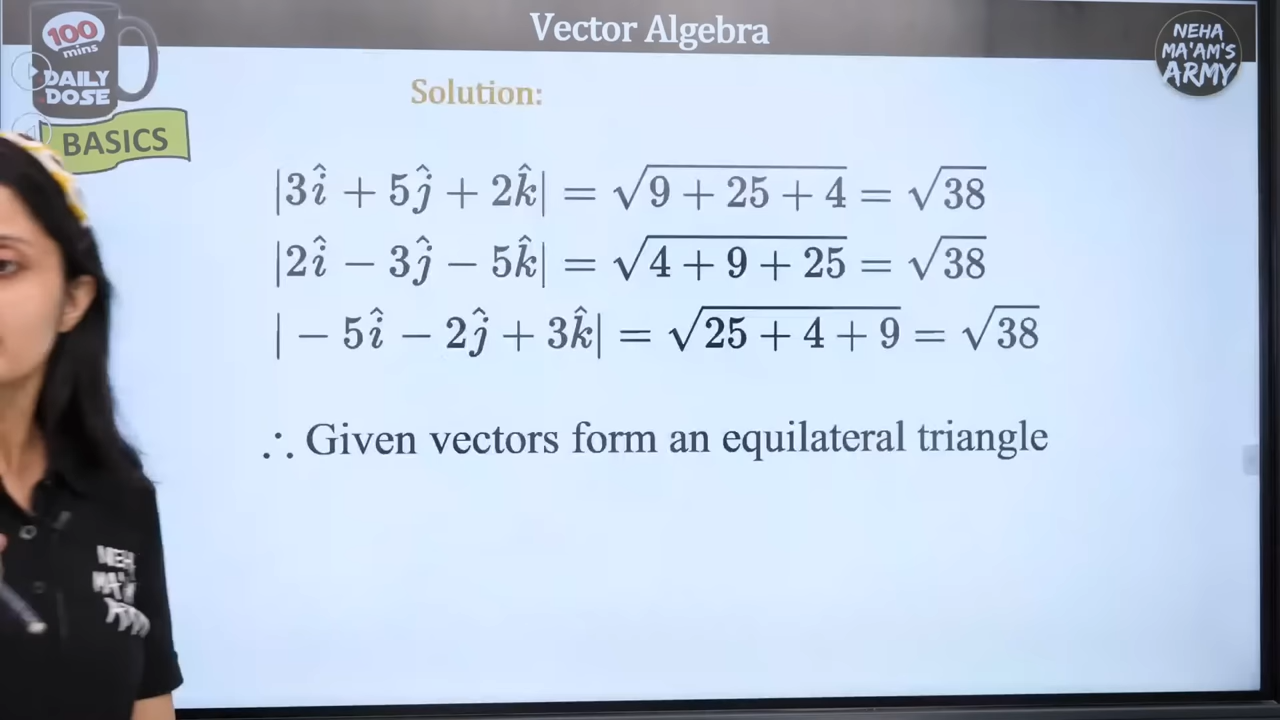 Vector Algebra
100
mins
DAILY
DOSE
BASICS
NEHA
MA'AM'S
ARMY
Solution:
|3î + 5ĵ + 2k̂| = √(9 + 25 + 4) = √38
|2î − 3ĵ − 5k̂| = √(4 + 9 + 25) = √38
| − 5î − 2ĵ + 3k̂| = √(25 + 4 + 9) = √38
∴ Given vectors form an equilateral triangle
NEH
MA'A